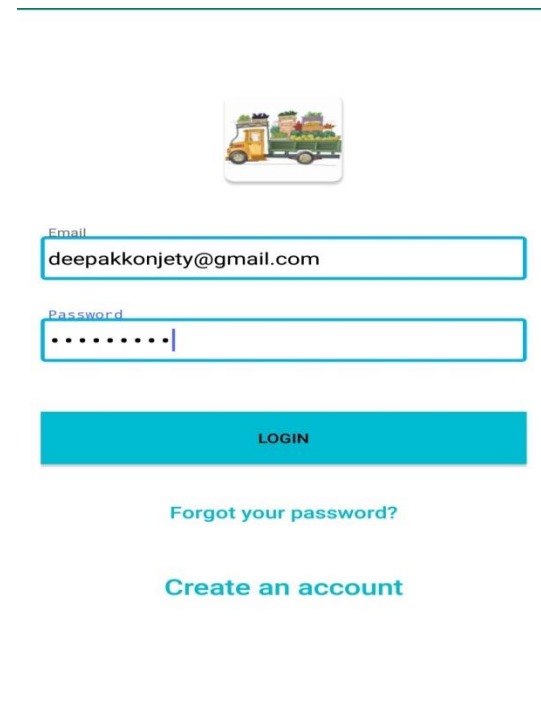 Email
deepakkonjety@gmail.com
Password
•••••••••
LOGIN
Forgot your password?
Create an account